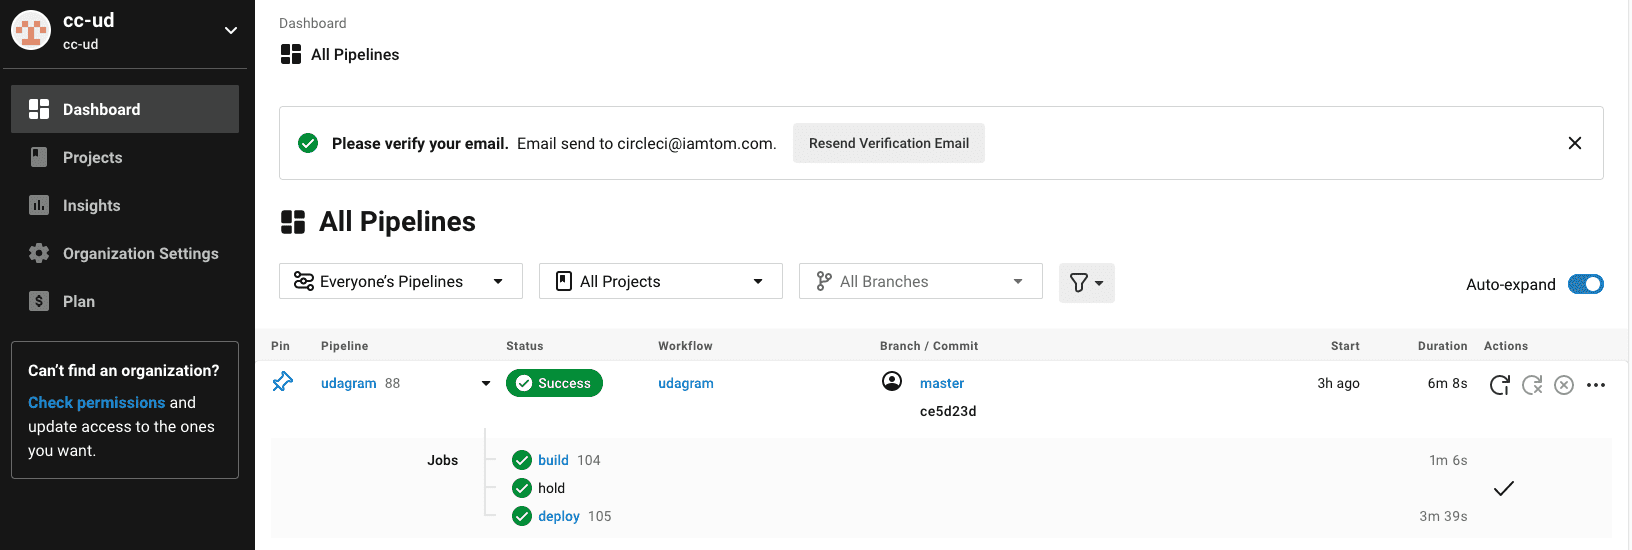 cc-ud
cc-ud
Dashboard
Projects
Insights
Organization Settings
$ Plan
Can't find an organization?
Check permissions and
update access to the ones
you want.
Dashboard
All Pipelines
Please verify your email. Email send to circleci@iamtom.com. Resend Verification Email
All Pipelines
Everyone's Pipelines All Projects All Branches Auto-expand
Pin Pipeline Status Workflow Branch / Commit Start Duration Actions
udagram 88 Success udagram master 3h ago 6m 8s
ce5d23d
Jobs build 104 1m 6s
hold
deploy 105 3m 39s